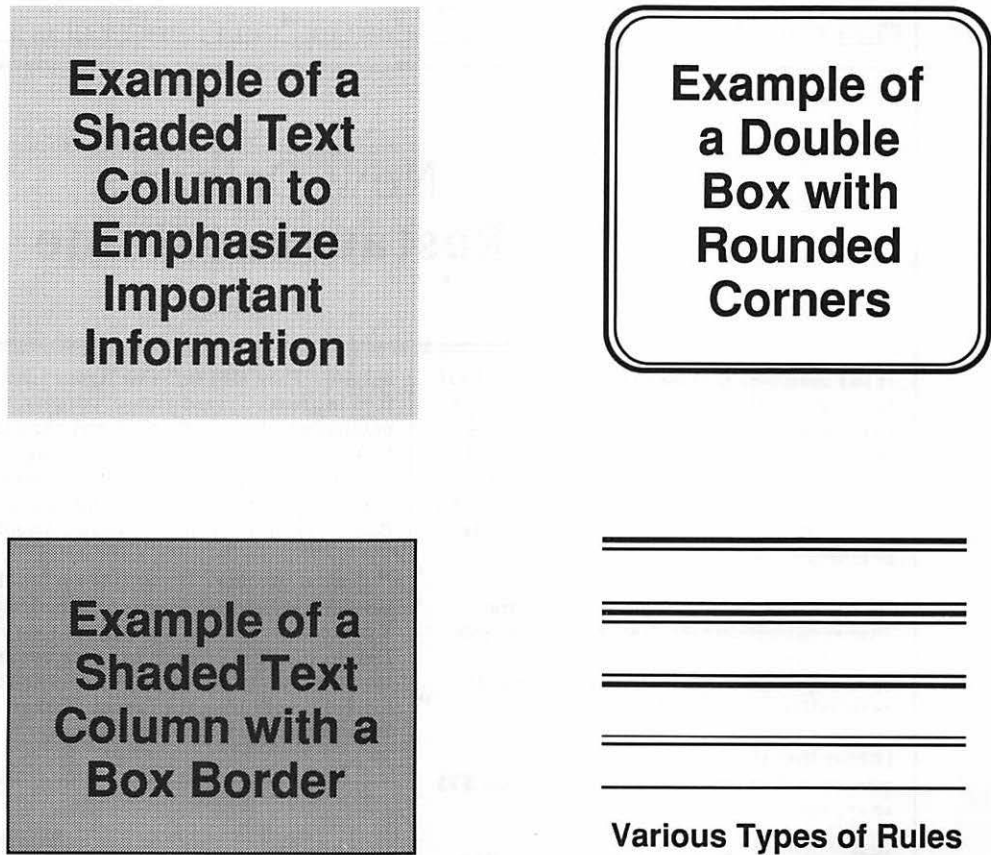 Example of a
Shaded Text
Column to
Emphasize
Important
Information
Example of
a Double
Box with
Rounded
Corners
Example of a
Shaded Text
Column with a
Box Border
Various Types of Rules